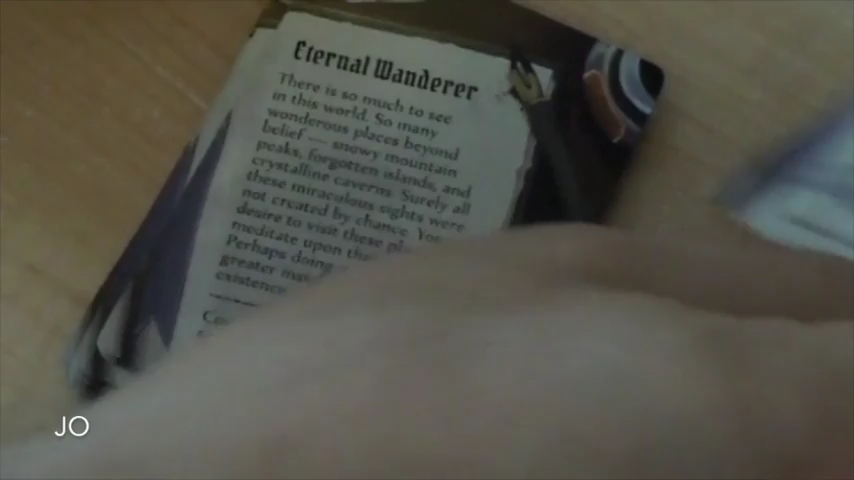 Eternal Wanderer
There is so much to see
in this world. So many
wonderous places beyond
belief — snowy mountain
peaks, forgotten islands, and
crystalline caverns. Surely all
these miraculous sights were
not created by chance. You
desire to visit these
meditate upon
Perhaps doing
greater
existence
JO